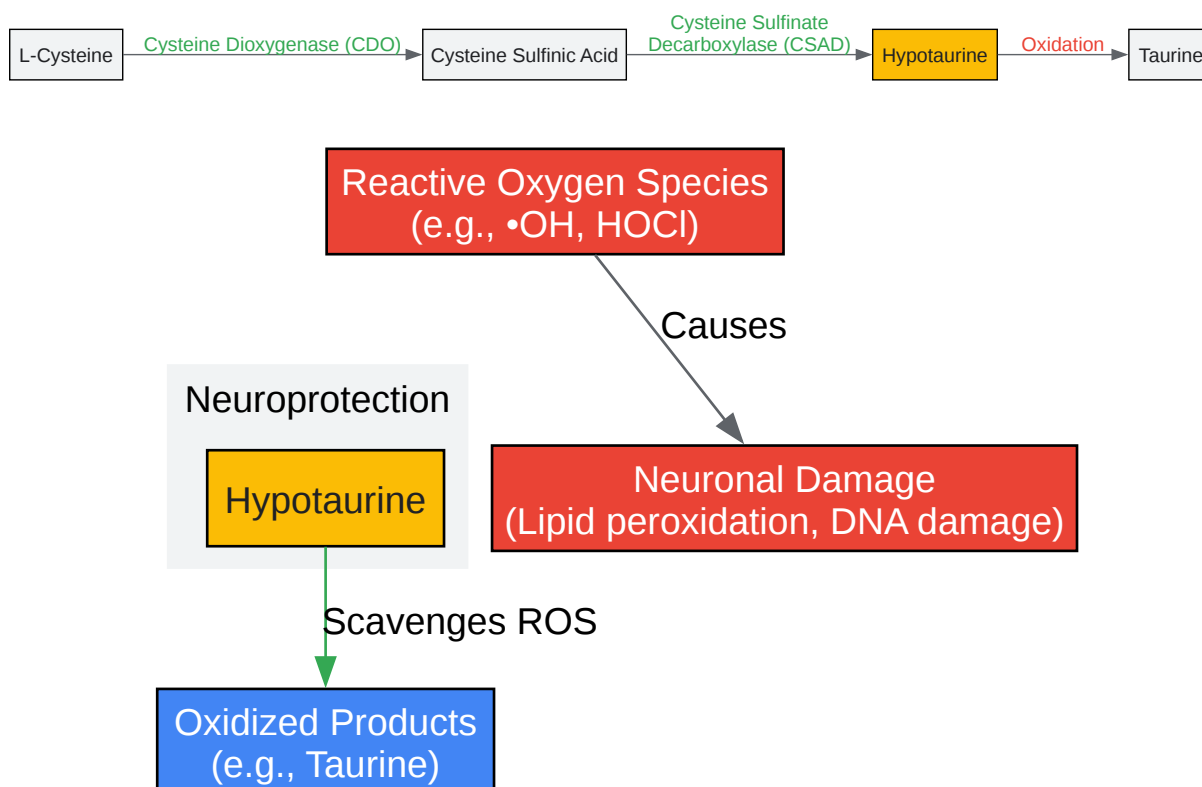 L-Cysteine
Cysteine Dioxygenase (CDO)
Cysteine Sulfinic Acid
Cysteine Sulfinate
Decarboxylase (CSAD)
Hypotaurine
Oxidation
Taurine
Reactive Oxygen Species
(e.g., •OH, HOCl)
Causes
Neuroprotection
Hypotaurine
Neuronal Damage
(Lipid peroxidation, DNA damage)
Scavenges ROS
Oxidized Products
(e.g., Taurine)